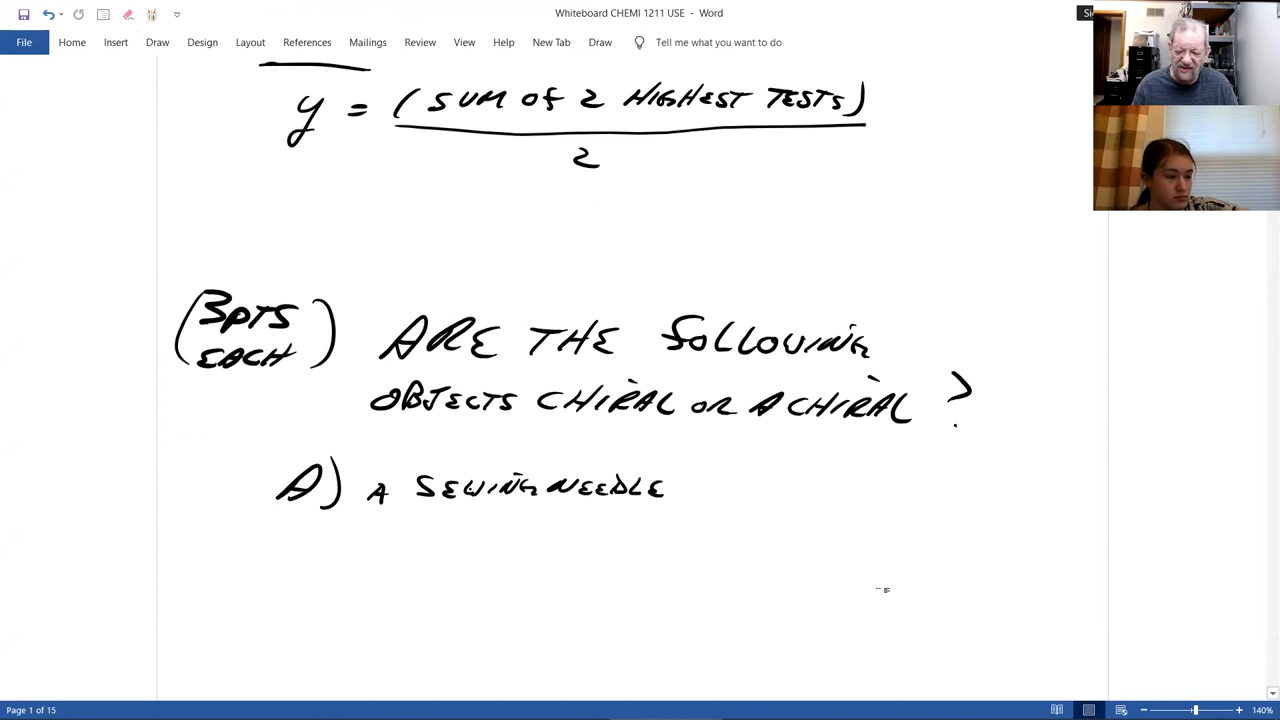 Whiteboard CHEMI 1211 USE - Word
File Home Insert Draw Design Layout References Mailings Review View Help New Tab Draw Tell me what you want to do
y = (SUM OF 2 HIGHEST TESTS)
2
(3PTS EACH) ARE THE FOLLOWING
OBJECTS CHIRAL OR ACHIRAL ?
A) A SEWING NEEDLE
Page 1 of 15
140%